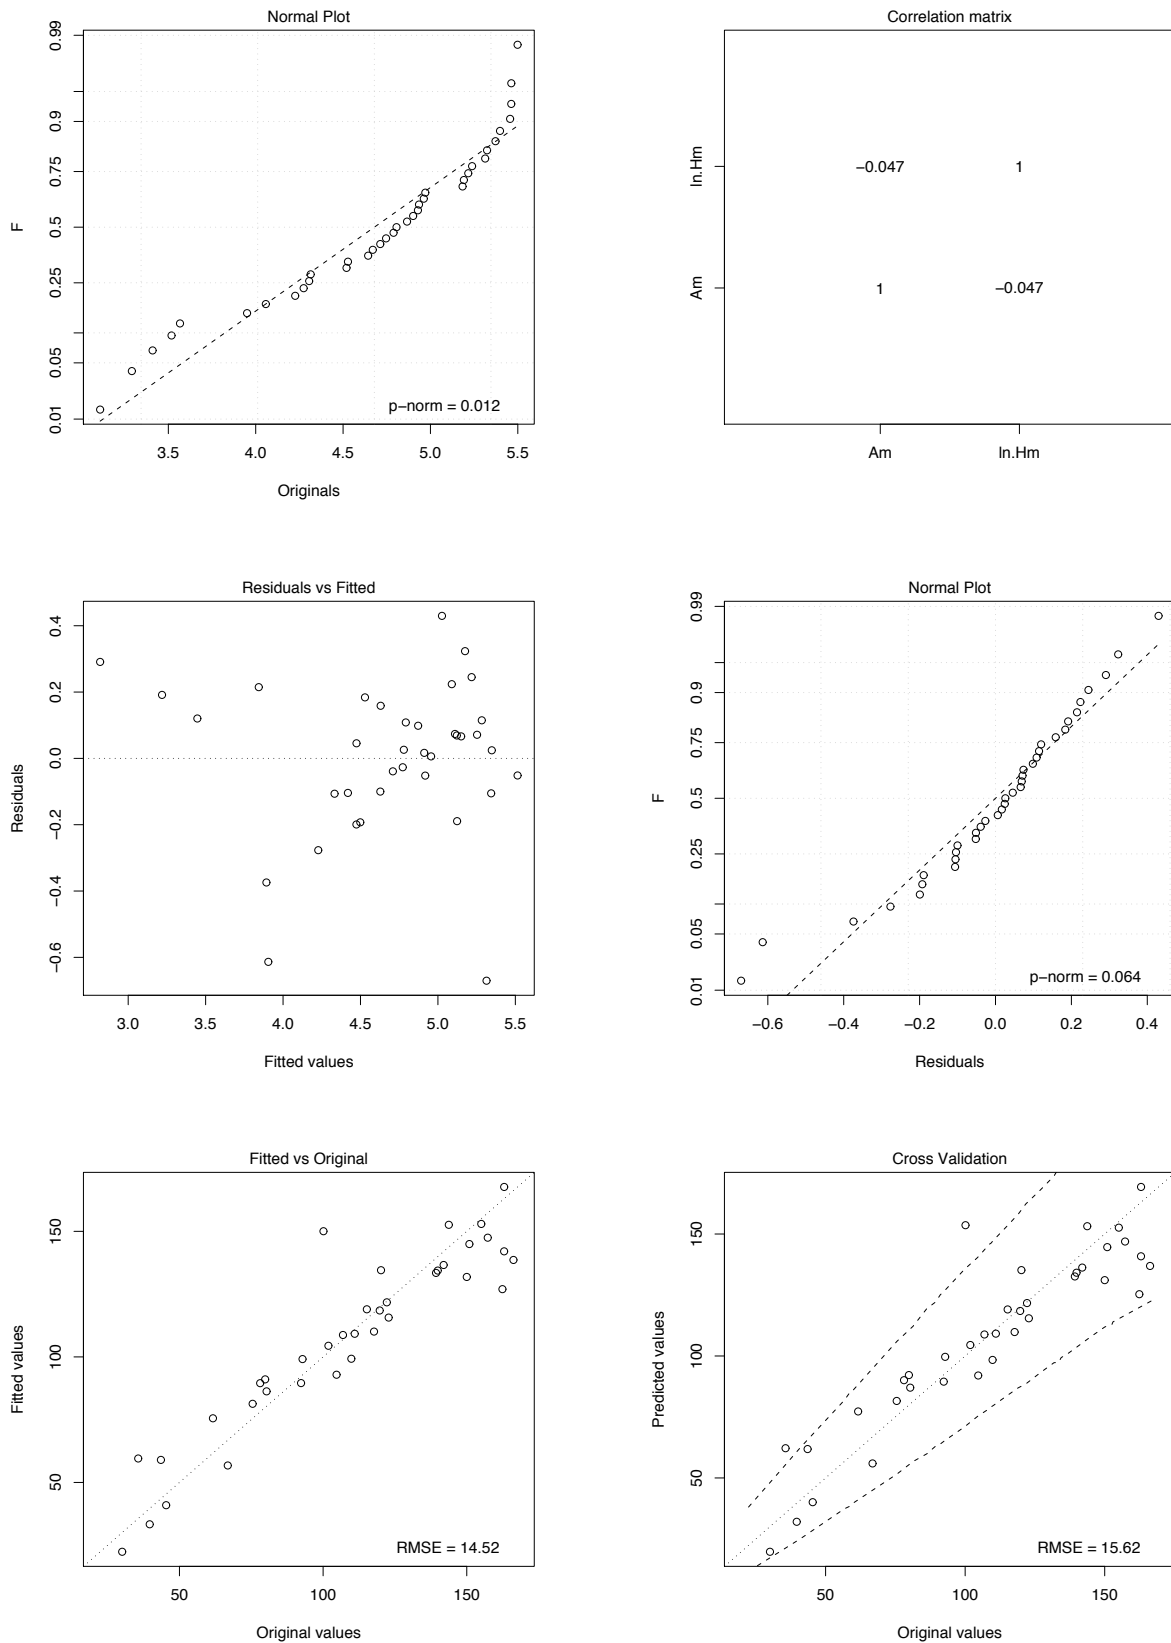 Normal Plot
F
0.99
0.9
0.75
0.5
0.25
0.05
0.01
p−norm = 0.012
3.5 4.0 4.5 5.0 5.5
Originals
Correlation matrix
ln.Hm
Am
−0.047 1
1 −0.047
Am ln.Hm
Residuals vs Fitted
Residuals
0.4
0.2
0.0
−0.2
−0.4
−0.6
3.0 3.5 4.0 4.5 5.0 5.5
Fitted values
Normal Plot
F
0.99
0.9
0.75
0.5
0.25
0.05
0.01
p−norm = 0.064
−0.6 −0.4 −0.2 0.0 0.2 0.4
Residuals
Fitted vs Original
Fitted values
150
100
50
RMSE = 14.52
50 100 150
Original values
Cross Validation
Predicted values
150
100
50
RMSE = 15.62
50 100 150
Original values